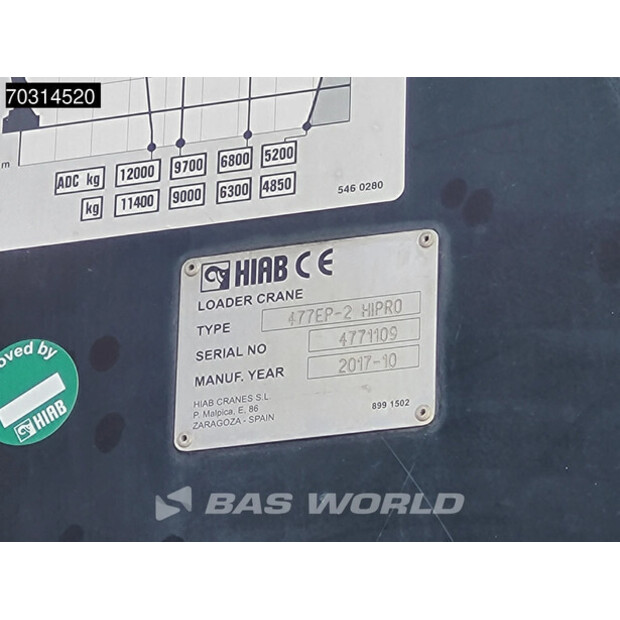 70314520
m
ADC kg 12000 9700 6800 5200
kg 11400 9000 6300 4850
546 0280
HIAB CE
LOADER CRANE
TYPE 477EP-2 HIPRO
SERIAL NO 4771109
MANUF. YEAR 2017-10
HIAB CRANES S.L
P. Malpica, E. 86
ZARAGOZA - SPAIN
899 1502
by
HIAB
BAS WORLD